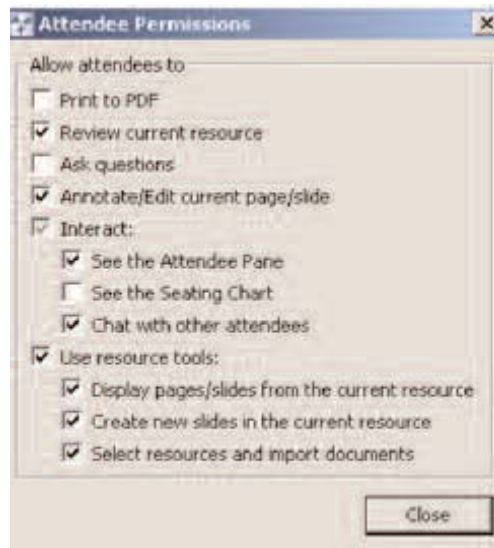 Attendee Permissions
Allow attendees to
Print to PDF
Review current resource
Ask questions
Annotate/Edit current page/slide
Interact:
See the Attendee Pane
See the Seating Chart
Chat with other attendees
Use resource tools:
Display pages/slides from the current resource
Create new slides in the current resource
Select resources and import documents
Close